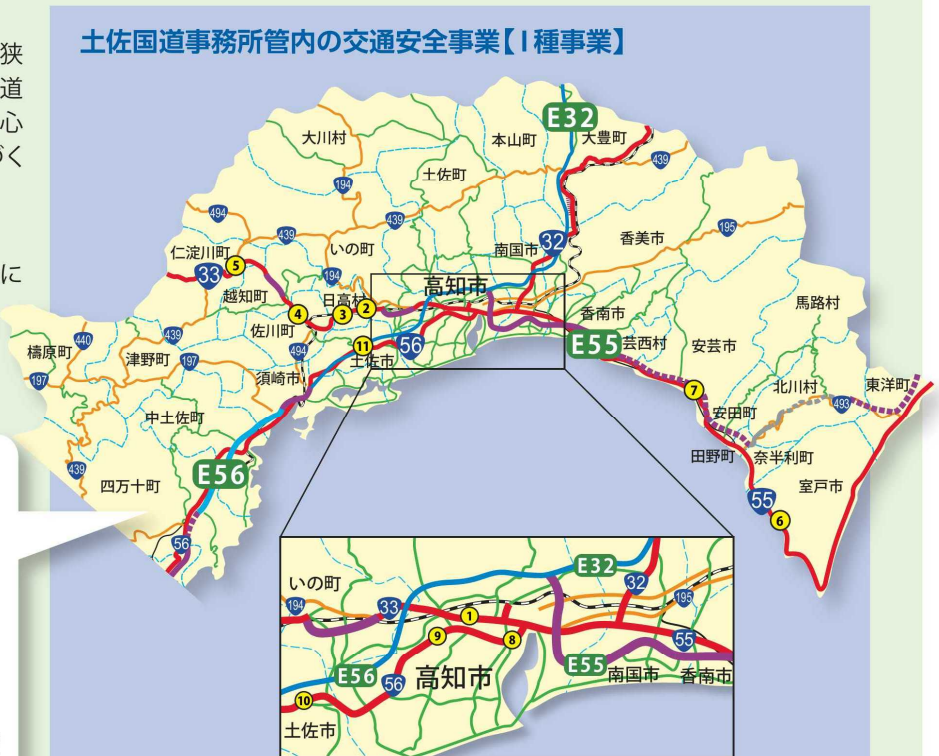 狭
道
心
づく
に
土佐国道事務所管内の交通安全事業【Ⅰ種事業】
E32
大川村
本山町
大豊町
439
土佐町
194
494
439
439
195
仁淀川町
5
いの町
南国市
32
香美市
33
194
越知町
高知市
馬路村
4
日高村
3
2
香南市
佐川町
檮原町
440
439
11
56
E55
芸西村
安芸市
津野町
197
494
土佐市
197
須崎市
7
北川村
東洋町
中土佐町
安田町
493
439
E56
田野町
奈半利町
四万十町
55
室戸市
6
56
いの町
E32
32
194
33
195
1
9
8
55
E56
56
高知市
E55
南国市
香南市
10
土佐市